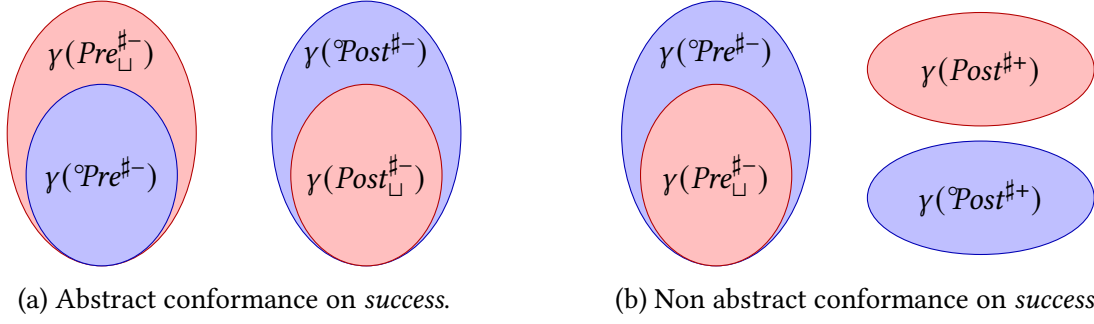 γ(Pre⊔♯−)
γ(°Pre♯−)
γ(°Post♯−)
γ(Post⊔♯−)
(a) Abstract conformance on success.
γ(°Pre♯−)
γ(Pre⊔♯−)
γ(Post♯+)
γ(°Post♯+)
(b) Non abstract conformance on success